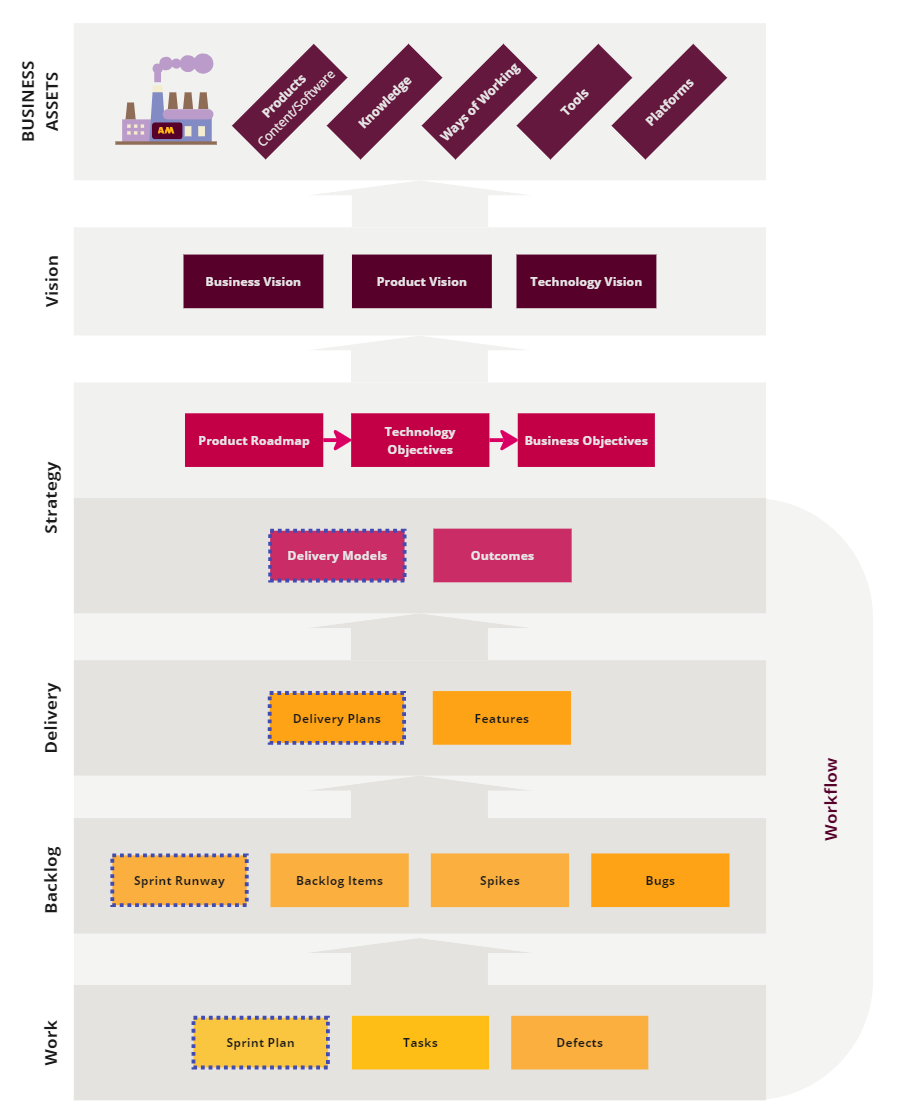 BUSINESS
ASSETS
AM
Products
Content/Software
Knowledge
Ways of Working
Tools
Platforms
Vision
Business Vision
Product Vision
Technology Vision
Strategy
Product Roadmap
Technology
Objectives
Business Objectives
Delivery Models
Outcomes
Delivery
Delivery Plans
Features
Workflow
Backlog
Sprint Runway
Backlog Items
Spikes
Bugs
Work
Sprint Plan
Tasks
Defects